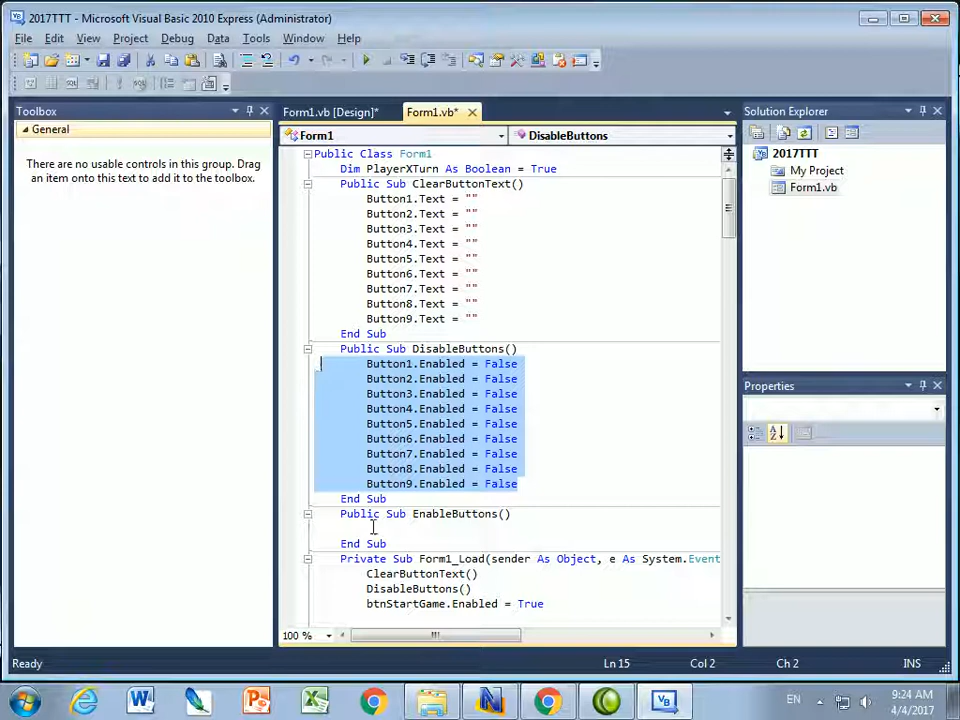 2017TTT - Microsoft Visual Basic 2010 Express (Administrator)
File Edit View Project Debug Data Tools Window Help
Toolbox
General
There are no usable controls in this group. Drag
an item onto this text to add it to the toolbox.
Form1.vb [Design]* Form1.vb*
Form1 DisableButtons
Public Class Form1
Dim PlayerXTurn As Boolean = True
Public Sub ClearButtonText()
Button1.Text = ""
Button2.Text = ""
Button3.Text = ""
Button4.Text = ""
Button5.Text = ""
Button6.Text = ""
Button7.Text = ""
Button8.Text = ""
Button9.Text = ""
End Sub
Public Sub DisableButtons()
Button1.Enabled = False
Button2.Enabled = False
Button3.Enabled = False
Button4.Enabled = False
Button5.Enabled = False
Button6.Enabled = False
Button7.Enabled = False
Button8.Enabled = False
Button9.Enabled = False
End Sub
Public Sub EnableButtons()
End Sub
Private Sub Form1_Load(sender As Object, e As System.Event
ClearButtonText()
DisableButtons()
btnStartGame.Enabled = True
100 %
Solution Explorer
2017TTT
My Project
Form1.vb
Properties
Ready Ln 15 Col 2 Ch 2 INS
EN
9:24 AM
4/4/2017